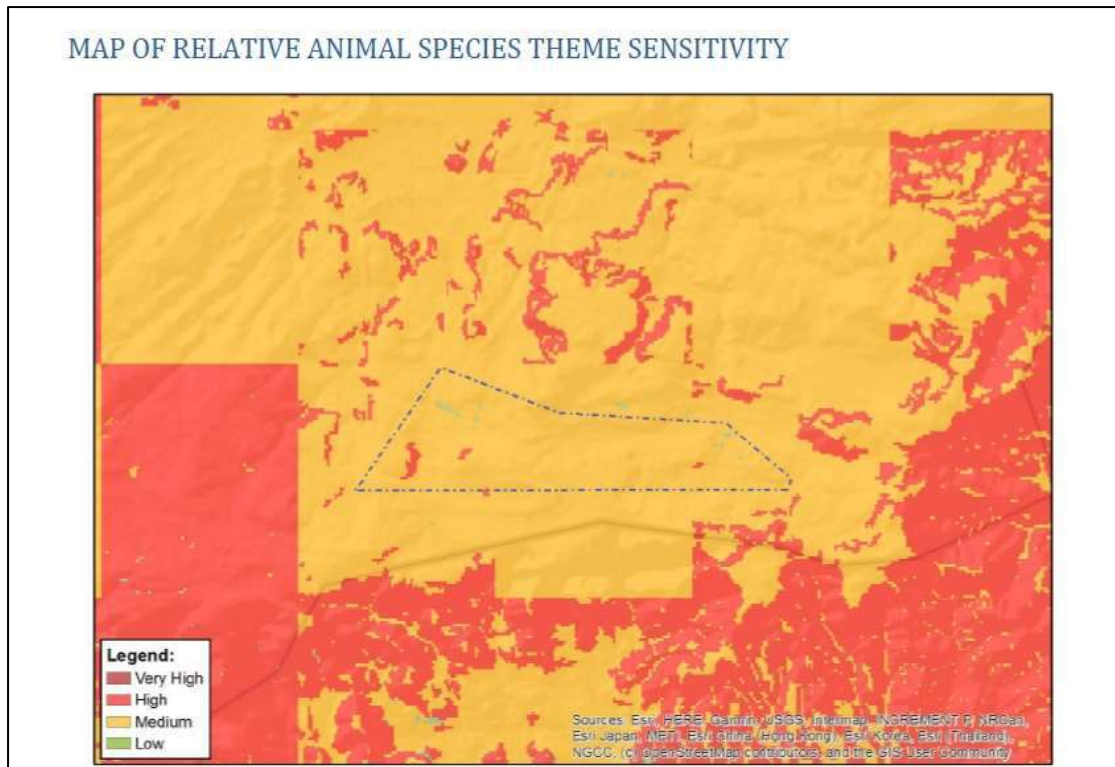 MAP OF RELATIVE ANIMAL SPECIES THEME SENSITIVITY
Legend:
Very High
High
Medium
Low
Sources: Esri, HERE, Garmin, USGS, Intermap, INCREMENT P, NRCan,
Esri Japan, METI, Esri China (Hong Kong), Esri Korea, Esri (Thailand),
NGCC, (c) OpenStreetMap contributors, and the GIS User Community